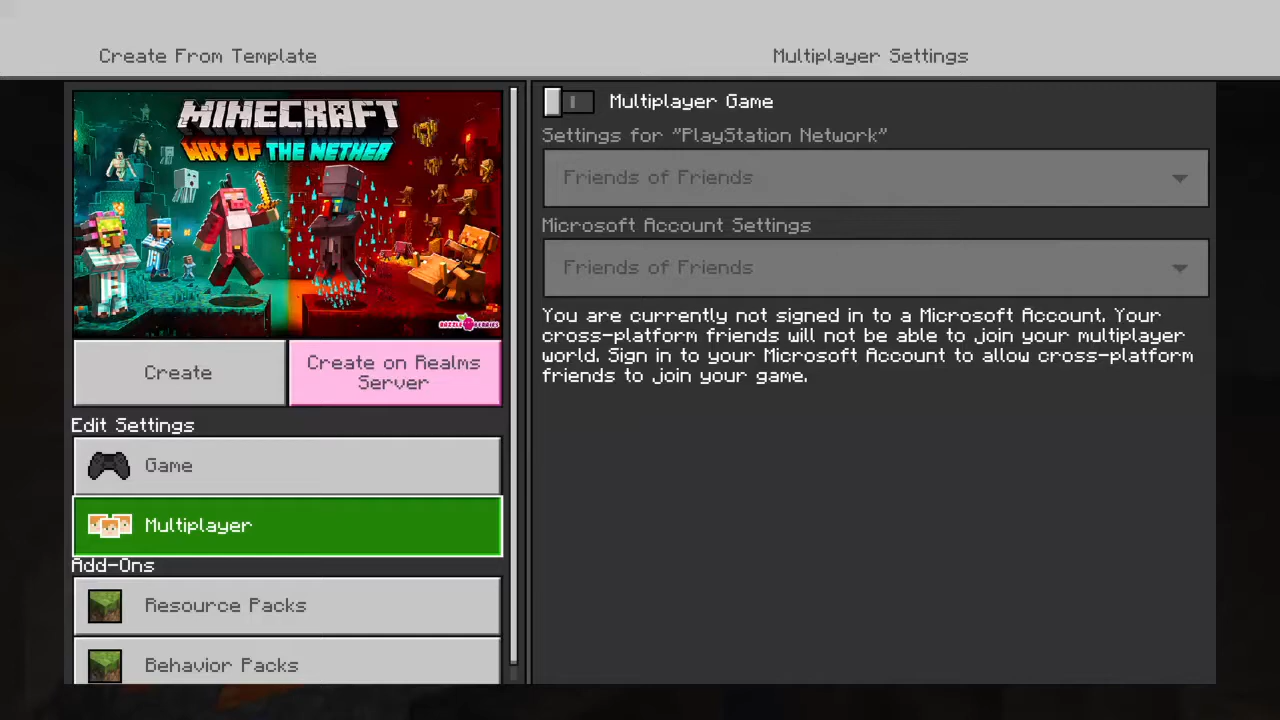 Create From Template
Multiplayer Settings
MINECRAFT
WAY OF THE NETHER
RAZZLEBERRIES
Create
Create on Realms
Server
Edit Settings
Game
Multiplayer
Add-Ons
Resource Packs
Behavior Packs
Multiplayer Game
Settings for "PlayStation Network"
Friends of Friends
Microsoft Account Settings
Friends of Friends
You are currently not signed in to a Microsoft Account. Your
cross-platform friends will not be able to join your multiplayer
world. Sign in to your Microsoft Account to allow cross-platform
friends to join your game.